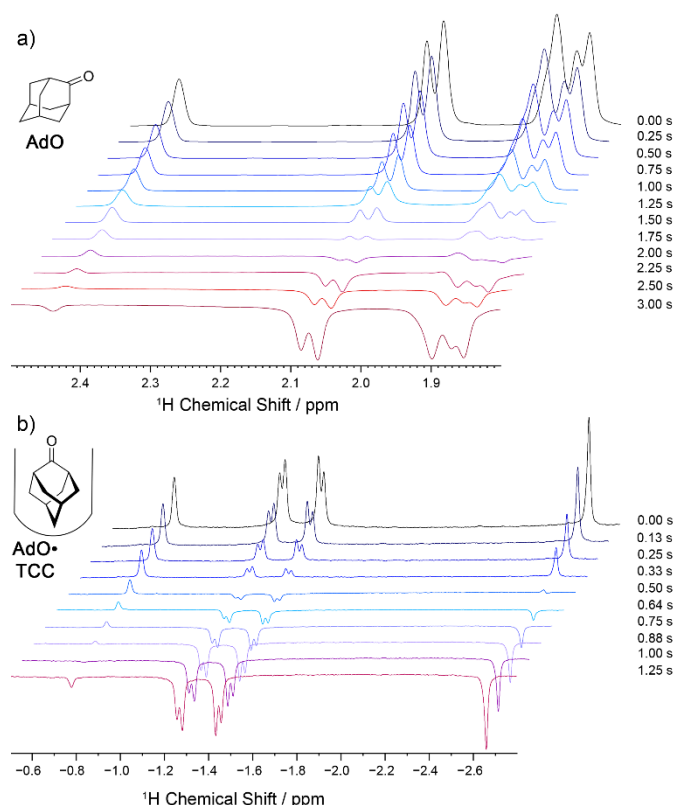 a)
O
AdO
0.00 s
0.25 s
0.50 s
0.75 s
1.00 s
1.25 s
1.50 s
1.75 s
2.00 s
2.25 s
2.50 s
3.00 s
2.4 2.3 2.2 2.1 2.0 1.9
¹H Chemical Shift / ppm
b)
O
AdO•
TCC
0.00 s
0.13 s
0.25 s
0.33 s
0.50 s
0.64 s
0.75 s
0.88 s
1.00 s
1.25 s
−0.6 −0.8 −1.0 −1.2 −1.4 −1.6 −1.8 −2.0 −2.2 −2.4 −2.6
¹H Chemical Shift / ppm